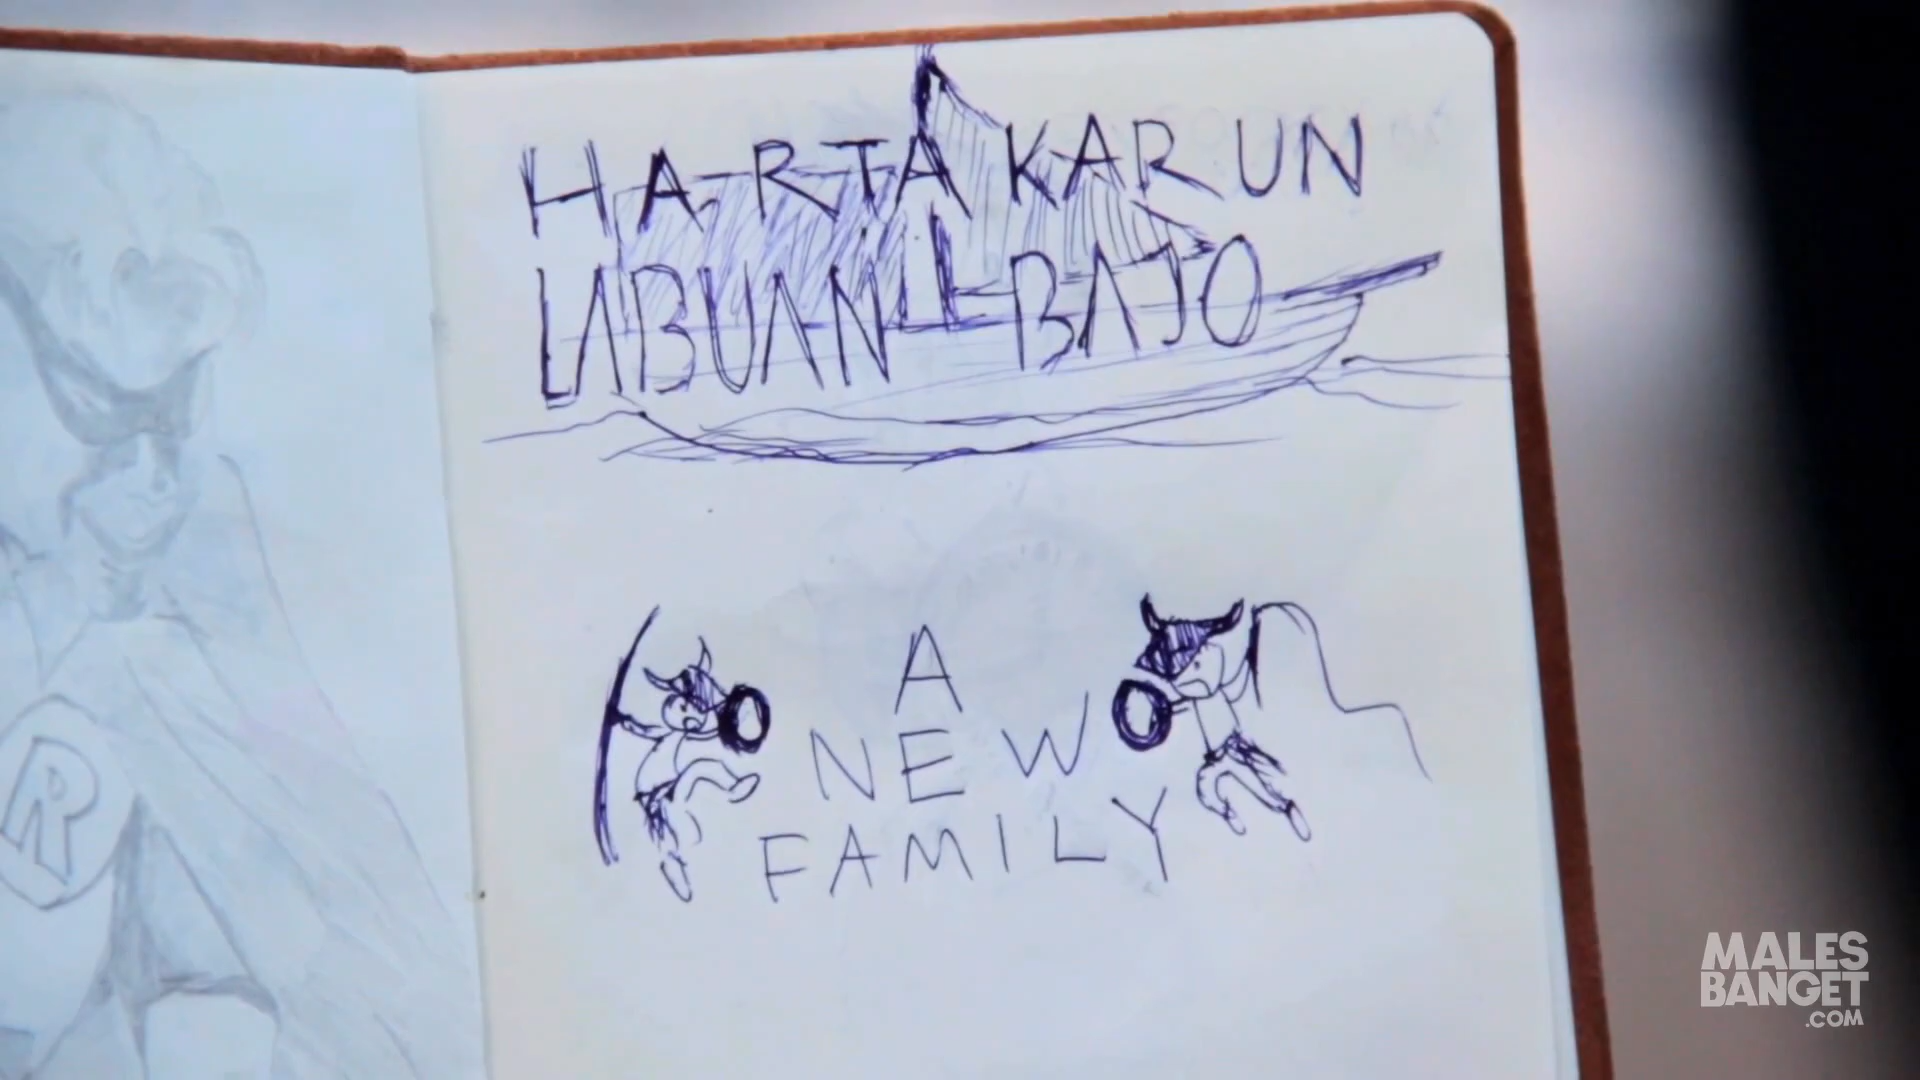 HARTA KARUN
LABUAN BAJO
A
NEW
FAMILY
R
MALES
BANGET
.COM